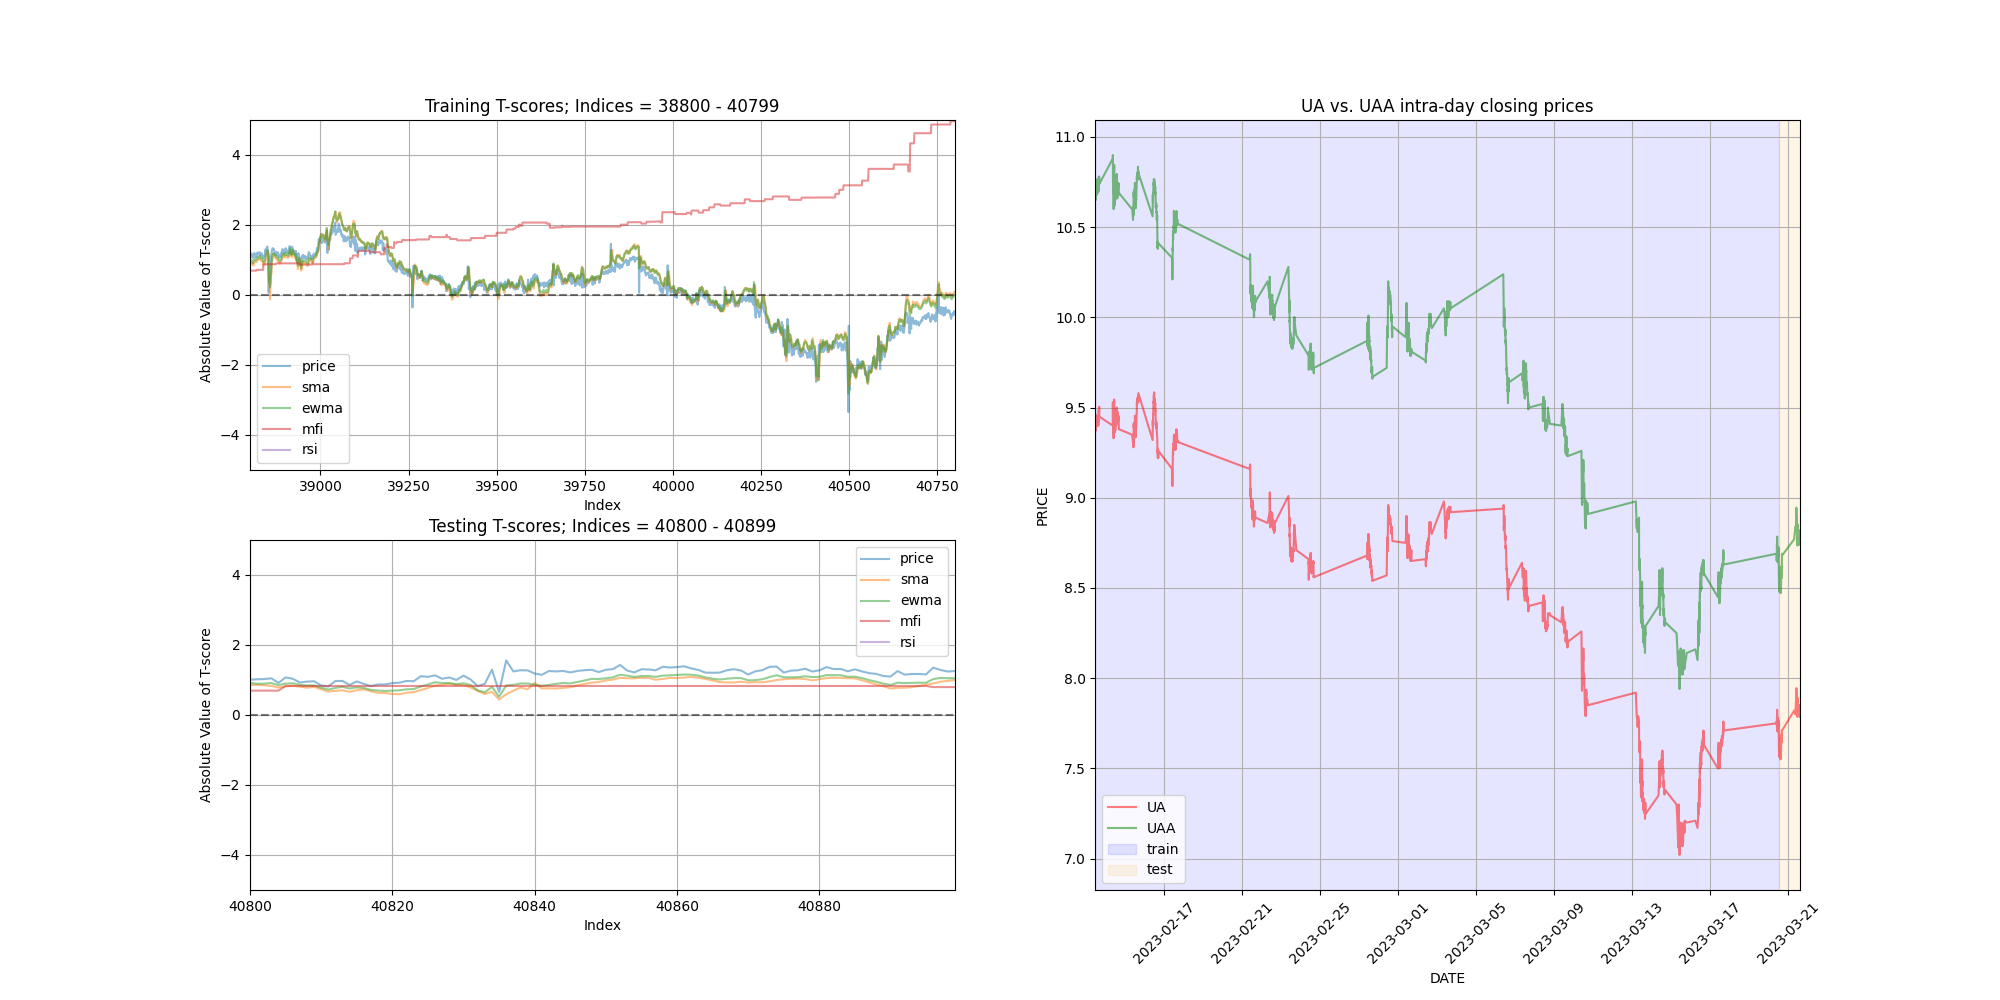 Training T-scores; Indices = 38800 - 40799
Absolute Value of T-score
4
2
0
−2
−4
price
sma
ewma
mfi
rsi
39000 39250 39500 39750 40000 40250 40500 40750
Index
Testing T-scores; Indices = 40800 - 40899
Absolute Value of T-score
4
2
0
−2
−4
price
sma
ewma
mfi
rsi
40800 40820 40840 40860 40880
Index
UA vs. UAA intra-day closing prices
PRICE
11.0
10.5
10.0
9.5
9.0
8.5
8.0
7.5
7.0
UA
UAA
train
test
2023-02-17 2023-02-21 2023-02-25 2023-03-01 2023-03-05 2023-03-09 2023-03-13 2023-03-17 2023-03-21
DATE